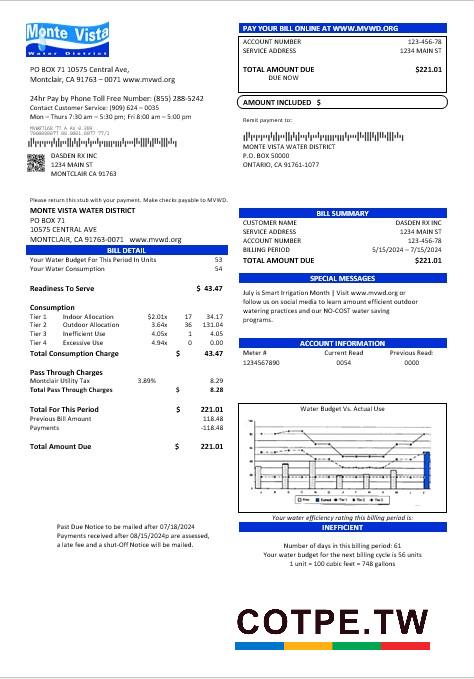 Monte Vista
Water District
PO BOX 71 10575 Central Ave,
Montclair, CA 91763 – 0071 www.mvwd.org
24hr Pay by Phone Toll Free Number: (855) 288-5242
Contact Customer Service: (909) 624 – 0035
Mon – Thurs 7:30 am – 5:30 pm; Fri 8:00 am – 5:00 pm
DASDEN RX INC
1234 MAIN ST
MONTCLAIR CA 91763
Please return this stub with your payment. Make checks payable to MVWD.
PAY YOUR BILL ONLINE AT WWW.MVWD.ORG
ACCOUNT NUMBER 123-456-78
SERVICE ADDRESS 1234 MAIN ST
TOTAL AMOUNT DUE $221.01
DUE NOW
AMOUNT INCLUDED $
Remit payment to:
MONTE VISTA WATER DISTRICT
P.O. BOX 50000
ONTARIO, CA 91761-1077
MONTE VISTA WATER DISTRICT
PO BOX 71
10575 CENTRAL AVE
MONTCLAIR, CA 91763-0071 www.mvwd.org
BILL DETAIL
Your Water Budget For This Period In Units 53
Your Water Consumption 54
Readiness To Serve $ 43.47
Consumption
Tier 1 Indoor Allocation $2.01x 17 34.17
Tier 2 Outdoor Allocation 3.64x 36 131.04
Tier 3 Inefficient Use 4.05x 1 4.05
Tier 4 Excessive Use 4.94x 0 0.00
Total Consumption Charge $ 43.47
Pass Through Charges
Montclair Utility Tax 3.89% 8.29
Total Pass Through Charges $ 8.28
Total For This Period $ 221.01
Previous Bill Amount 118.48
Payments -118.48
Total Amount Due $ 221.01
Past Due Notice to be mailed after 07/18/2024
Payments received after 08/15/2024p are assessed,
a late fee and a shut-Off Notice will be mailed.
BILL SUMMARY
CUSTOMER NAME DASDEN RX INC
SERVICE ADDRESS 1234 MAIN ST
ACCOUNT NUMBER 123-456-78
BILLING PERIOD 5/15/2024 – 7/15/2024
TOTAL AMOUNT DUE $221.01
SPECIAL MESSAGES
July is Smart Irrigation Month | Visit www.mvwd.org or
follow us on social media to learn amount efficient outdoor
watering practices and our NO-COST water saving
programs.
ACCOUNT INFORMATION
Meter # Current Read Previous Read:
1234567890 0054 0000
Water Budget Vs. Actual Use
Your water efficiency rating this billing period is:
INEFFICIENT
Number of days in this billing period: 61
Your water budget for the next billing cycle is 56 units
1 unit = 100 cubic feet = 748 gallons
COTPE.TW